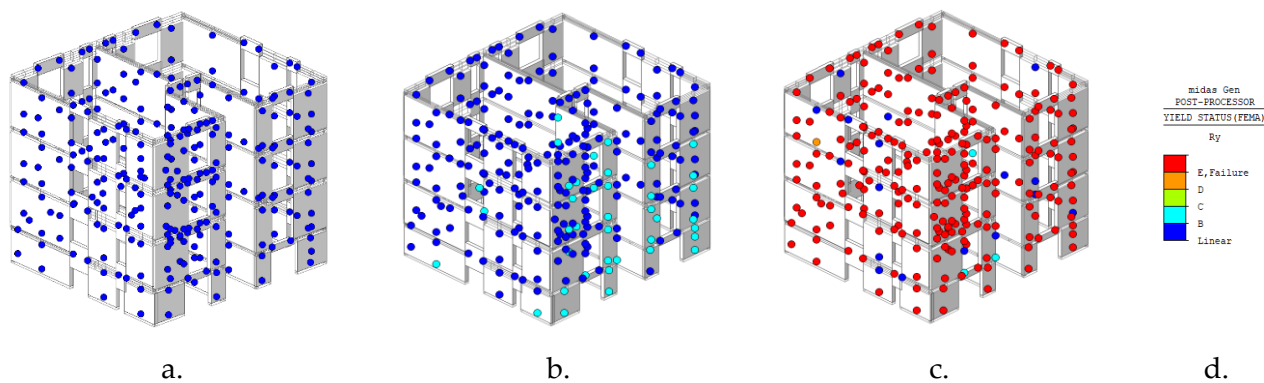 midas Gen
POST-PROCESSOR
YIELD STATUS(FEMA)
Ry
E,Failure
D
C
B
Linear
a.
b.
c.
d.